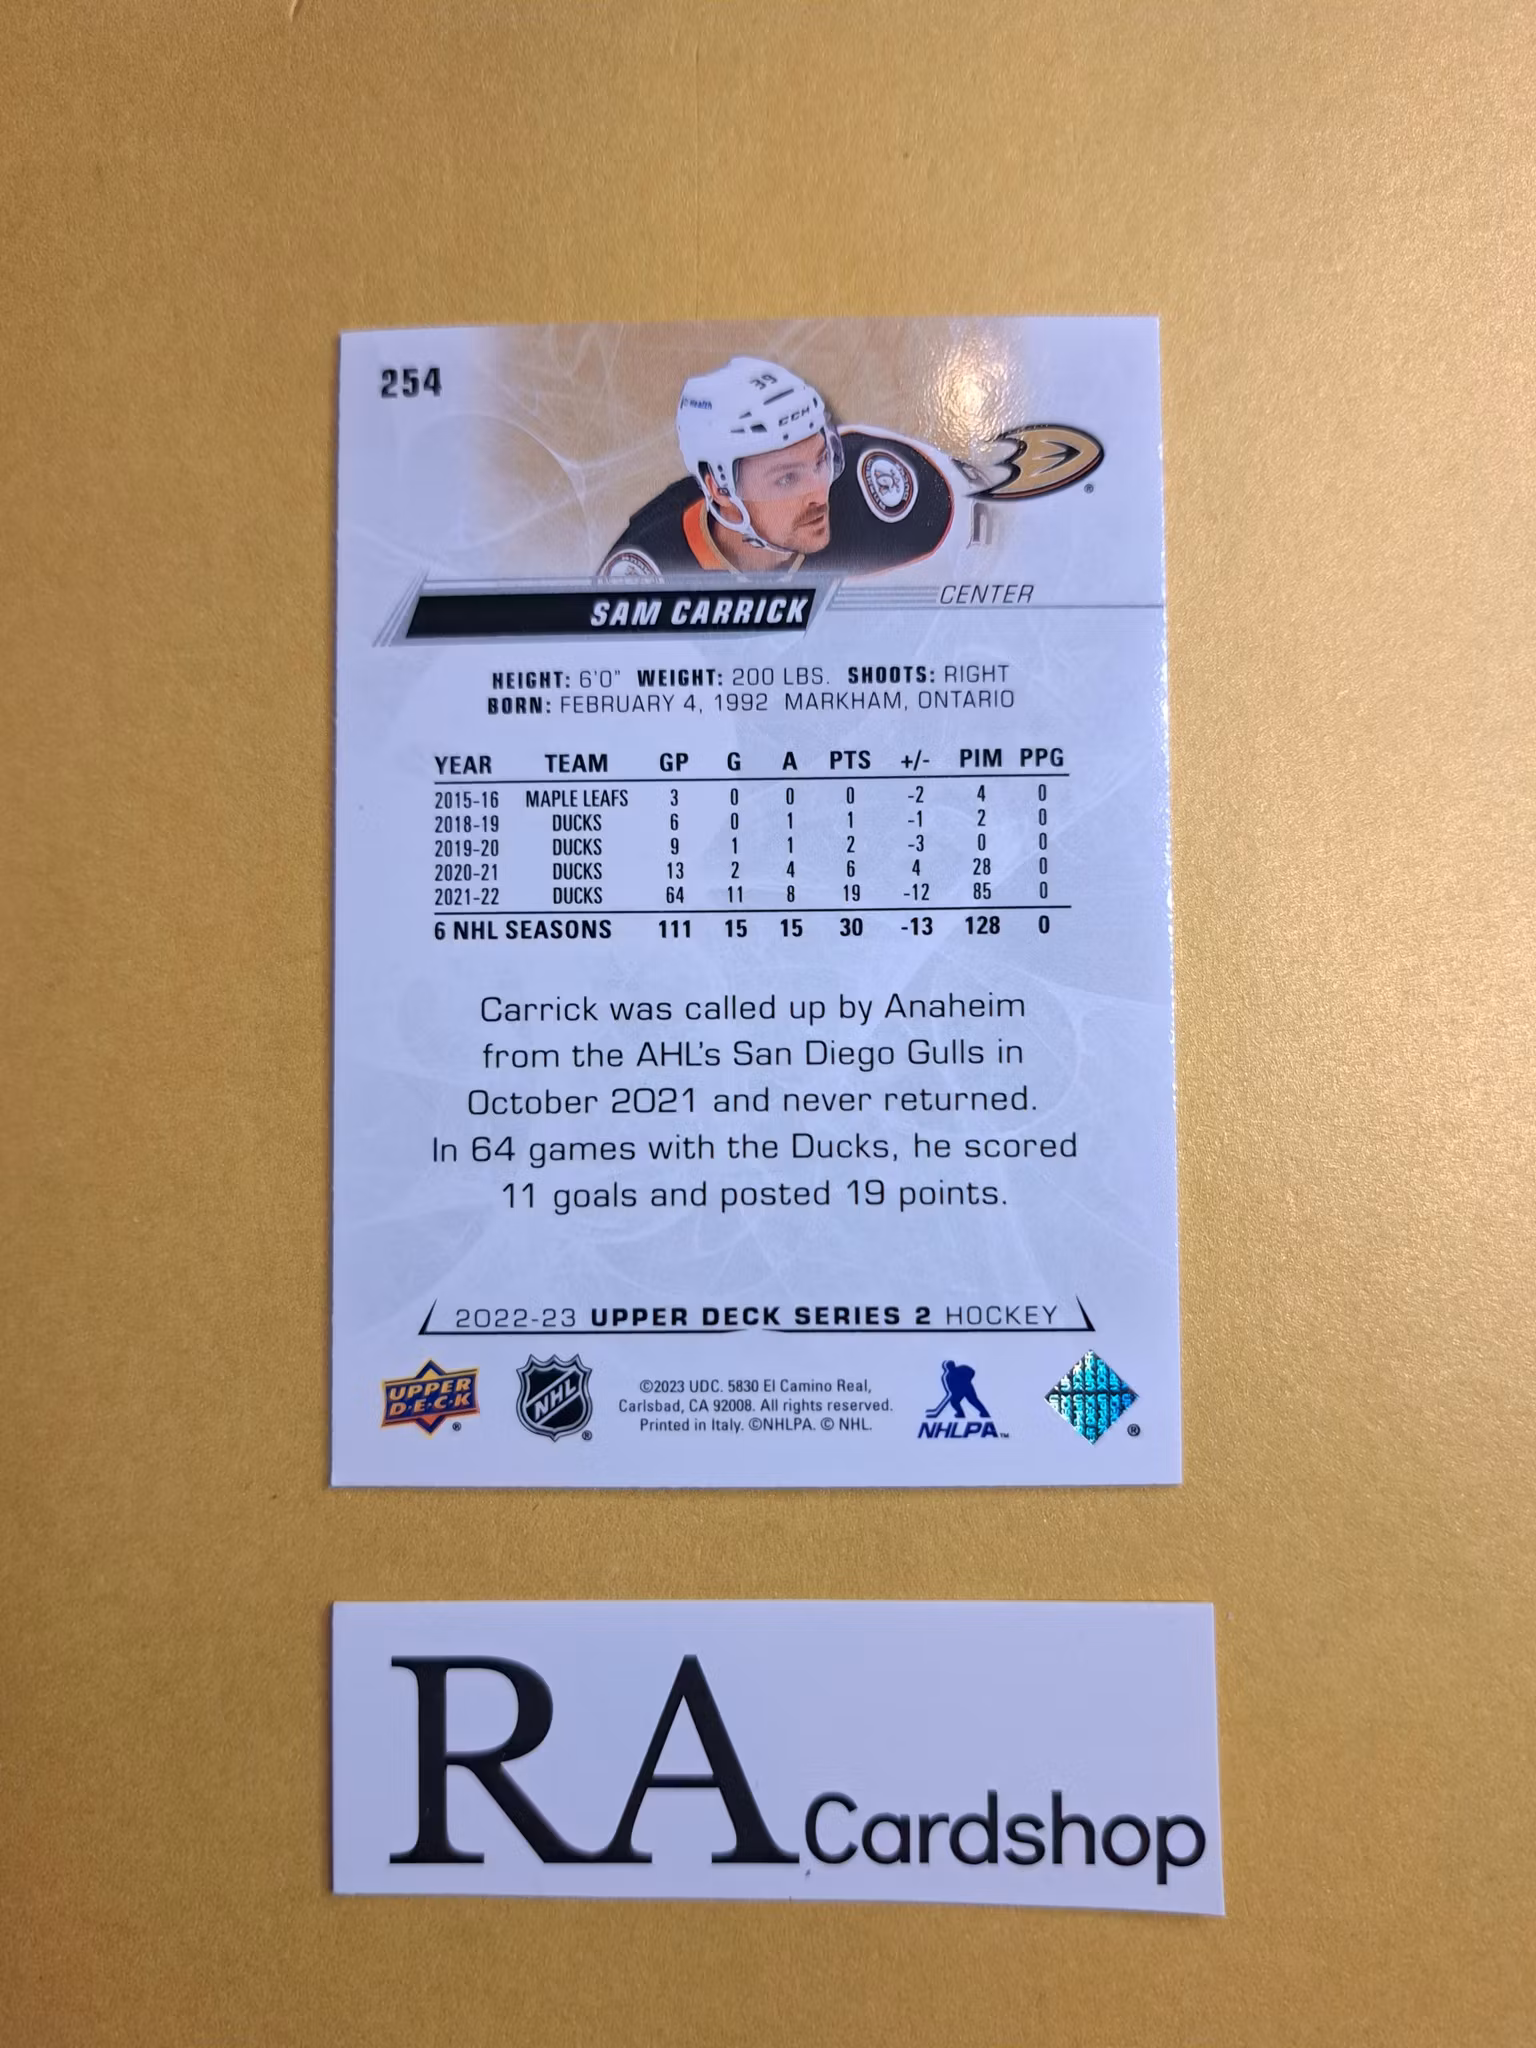 254
39
CCM
SAM CARRICK
CENTER
HEIGHT: 6'0" WEIGHT: 200 LBS. SHOOTS: RIGHT
BORN: FEBRUARY 4, 1992 MARKHAM, ONTARIO
YEAR TEAM GP G A PTS +/- PIM PPG
2015-16 MAPLE LEAFS 3 0 0 0 -2 4 0
2018-19 DUCKS 6 0 1 1 -1 2 0
2019-20 DUCKS 9 1 1 2 -3 0 0
2020-21 DUCKS 13 2 4 6 4 28 0
2021-22 DUCKS 64 11 8 19 -12 85 0
6 NHL SEASONS 111 15 15 30 -13 128 0
Carrick was called up by Anaheim
from the AHL's San Diego Gulls in
October 2021 and never returned.
In 64 games with the Ducks, he scored
11 goals and posted 19 points.
2022-23 UPPER DECK SERIES 2 HOCKEY
UPPER
D·E·C·K ®
NHL ®
©2023 UDC. 5830 El Camino Real,
Carlsbad, CA 92008. All rights reserved.
Printed in Italy. ©NHLPA. © NHL.
NHLPA™
®
RA Cardshop